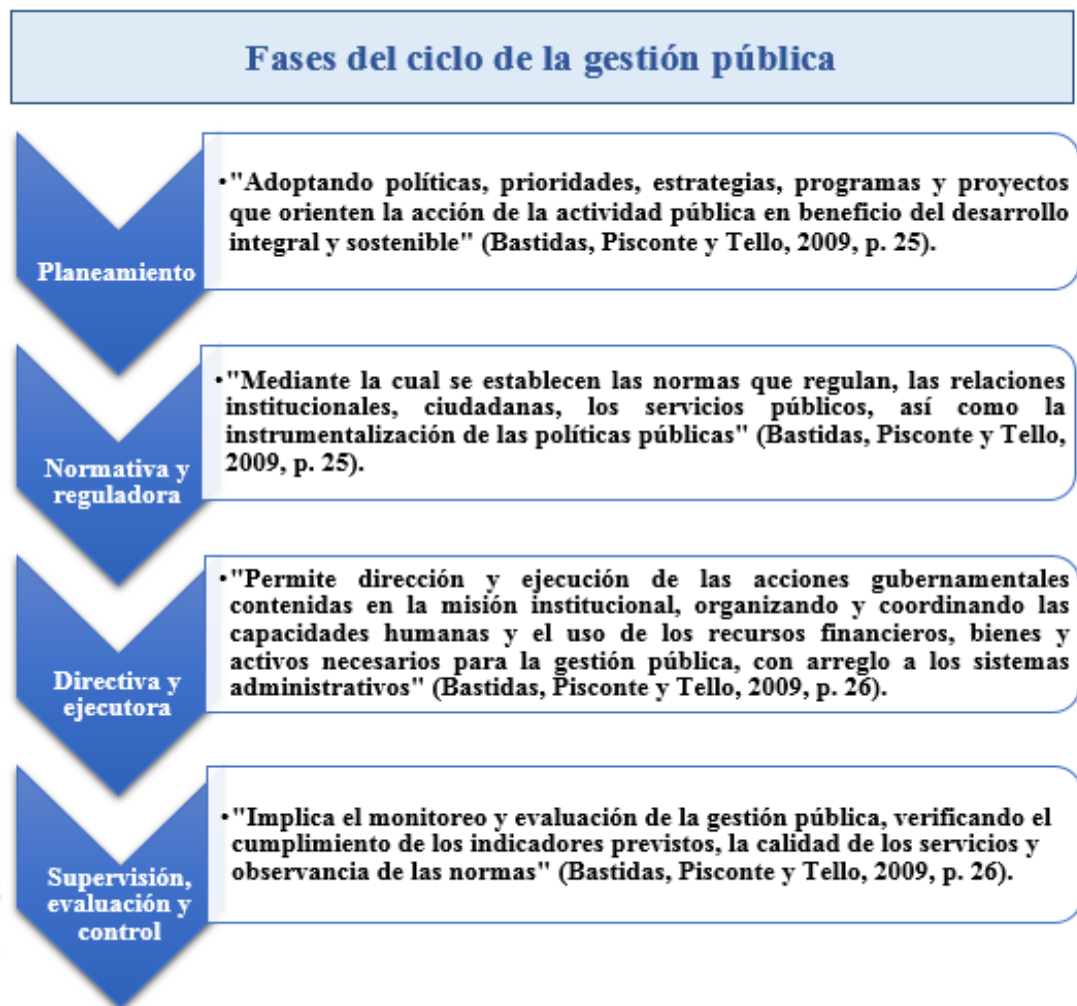 Fases del ciclo de la gestión pública
Planeamiento
•"Adoptando políticas, prioridades, estrategias, programas y proyectos
que orienten la acción de la actividad pública en beneficio del desarrollo
integral y sostenible" (Bastidas, Pisconte y Tello, 2009, p. 25).
Normativa y
reguladora
•"Mediante la cual se establecen las normas que regulan, las relaciones
institucionales, ciudadanas, los servicios públicos, así como la
instrumentalización de las políticas públicas" (Bastidas, Pisconte y Tello,
2009, p. 25).
Directiva y
ejecutora
•"Permite dirección y ejecución de las acciones gubernamentales
contenidas en la misión institucional, organizando y coordinando las
capacidades humanas y el uso de los recursos financieros, bienes y
activos necesarios para la gestión pública, con arreglo a los sistemas
administrativos" (Bastidas, Pisconte y Tello, 2009, p. 26).
Supervisión,
evaluación y
control
•"Implica el monitoreo y evaluación de la gestión pública, verificando el
cumplimiento de los indicadores previstos, la calidad de los servicios y
observancia de las normas" (Bastidas, Pisconte y Tello, 2009, p. 26).